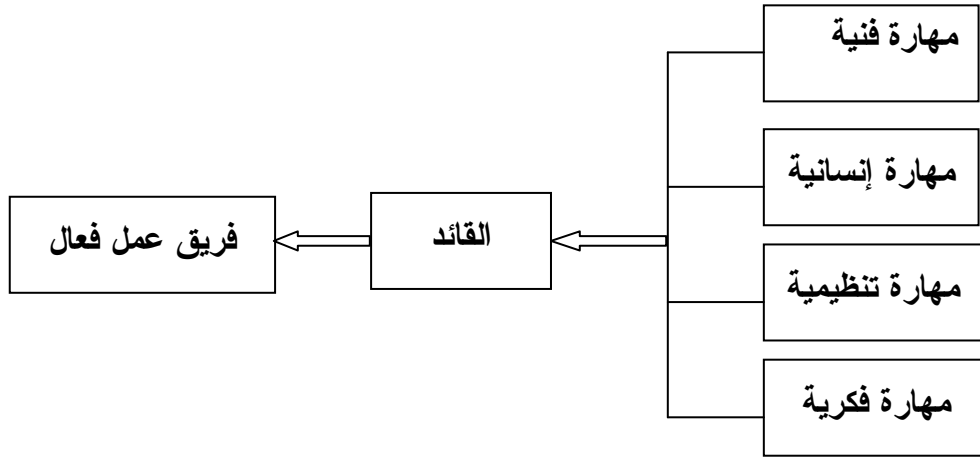 مهارة فنية
مهارة إنسانية
مهارة تنظيمية
مهارة فكرية
القائد
فريق عمل فعال